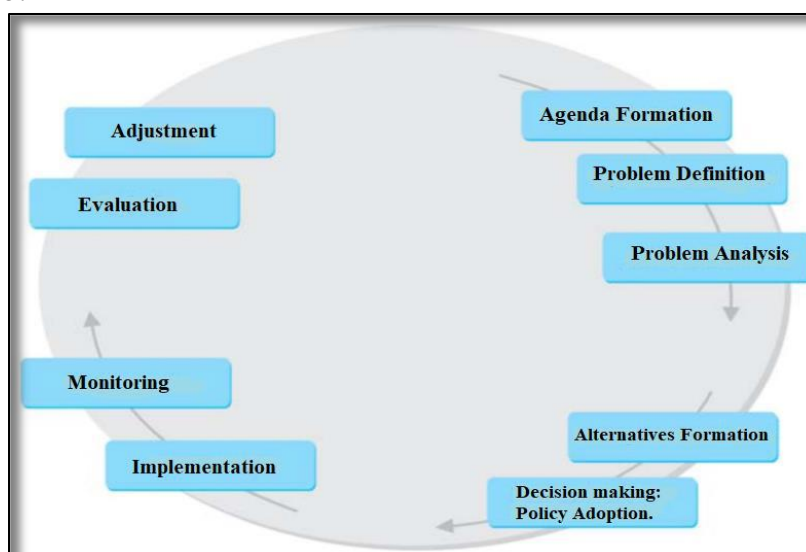 Agenda Formation
Problem Definition
Problem Analysis
Alternatives Formation
Decision making:
Policy Adoption.
Implementation
Monitoring
Evaluation
Adjustment